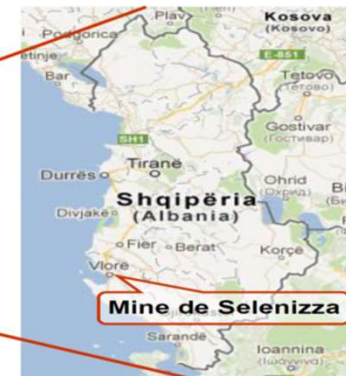 Plav
Kosova
(Kosovo)
Podgorica
etinje
E-851
Bar
Tetovo
(Тетово)
SH1
Gostivar
(Гостивар)
Tiranë
Durrës
Ohrid
(Охрид)
Shqipëria
(Albania)
Divjakë
Fier
Berat
Korçë
Vlorë
Mine de Selenizza
Sarandë
Ioannina
(Ιωάννινα)